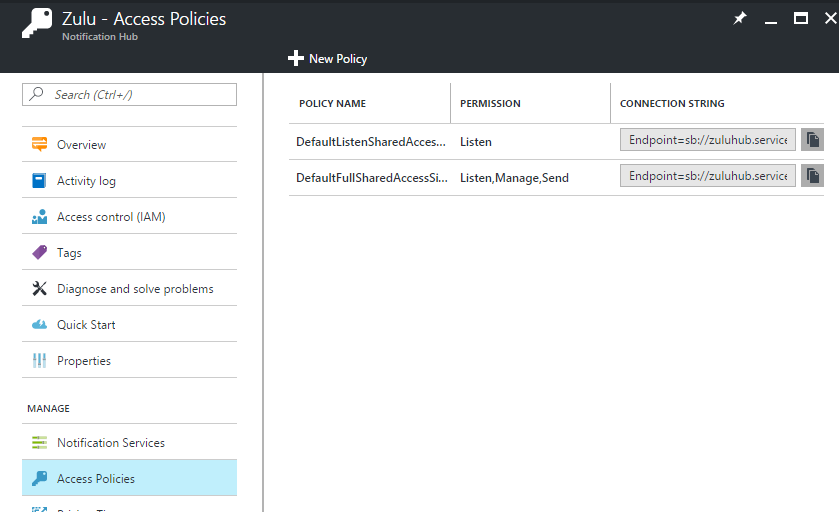 Zulu - Access Policies
Notification Hub
New Policy
Search (Ctrl+/)
Overview
Activity log
Access control (IAM)
Tags
Diagnose and solve problems
Quick Start
Properties
MANAGE
Notification Services
Access Policies
POLICY NAME PERMISSION CONNECTION STRING
DefaultListenSharedAcces... Listen Endpoint=sb://zuluhub.service
DefaultFullSharedAccessSi... Listen,Manage,Send Endpoint=sb://zuluhub.service